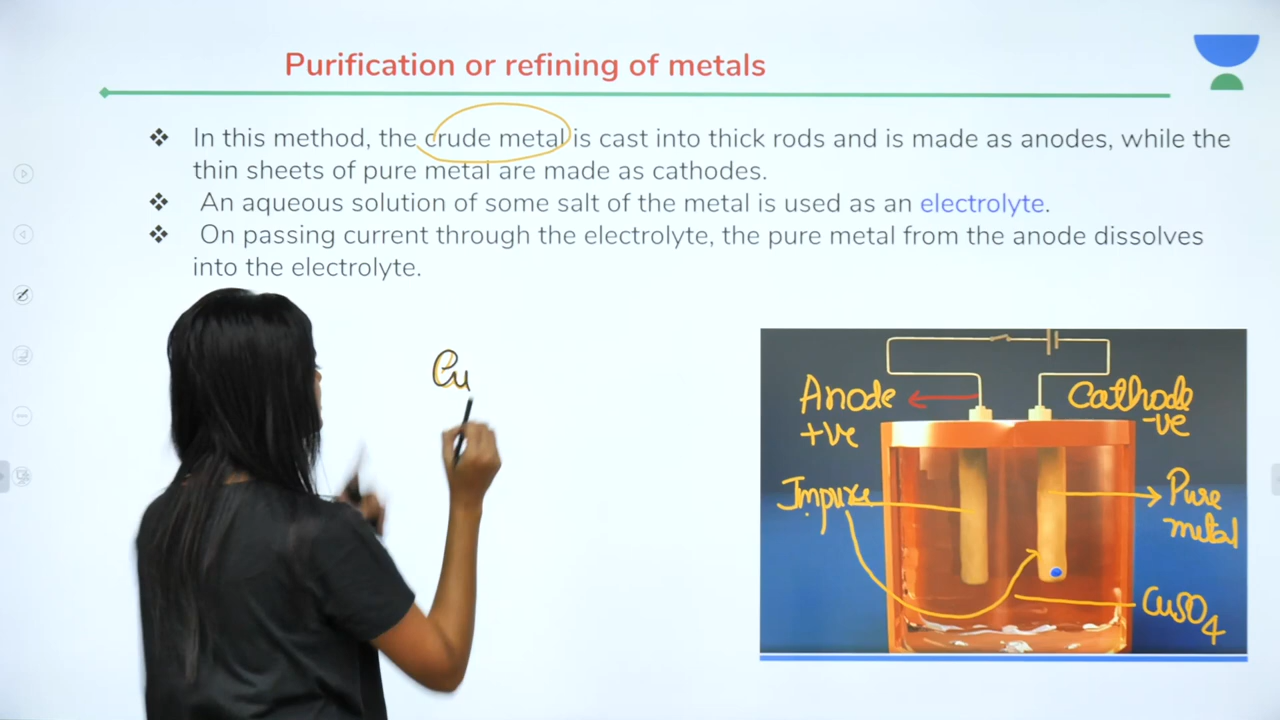 Purification or refining of metals
❖ In this method, the crude metal is cast into thick rods and is made as anodes, while the
thin sheets of pure metal are made as cathodes.
❖ An aqueous solution of some salt of the metal is used as an electrolyte.
❖ On passing current through the electrolyte, the pure metal from the anode dissolves
into the electrolyte.
Cu
Anode
+ve
Cathode
-ve
Impure
Pure
metal
CuSO4